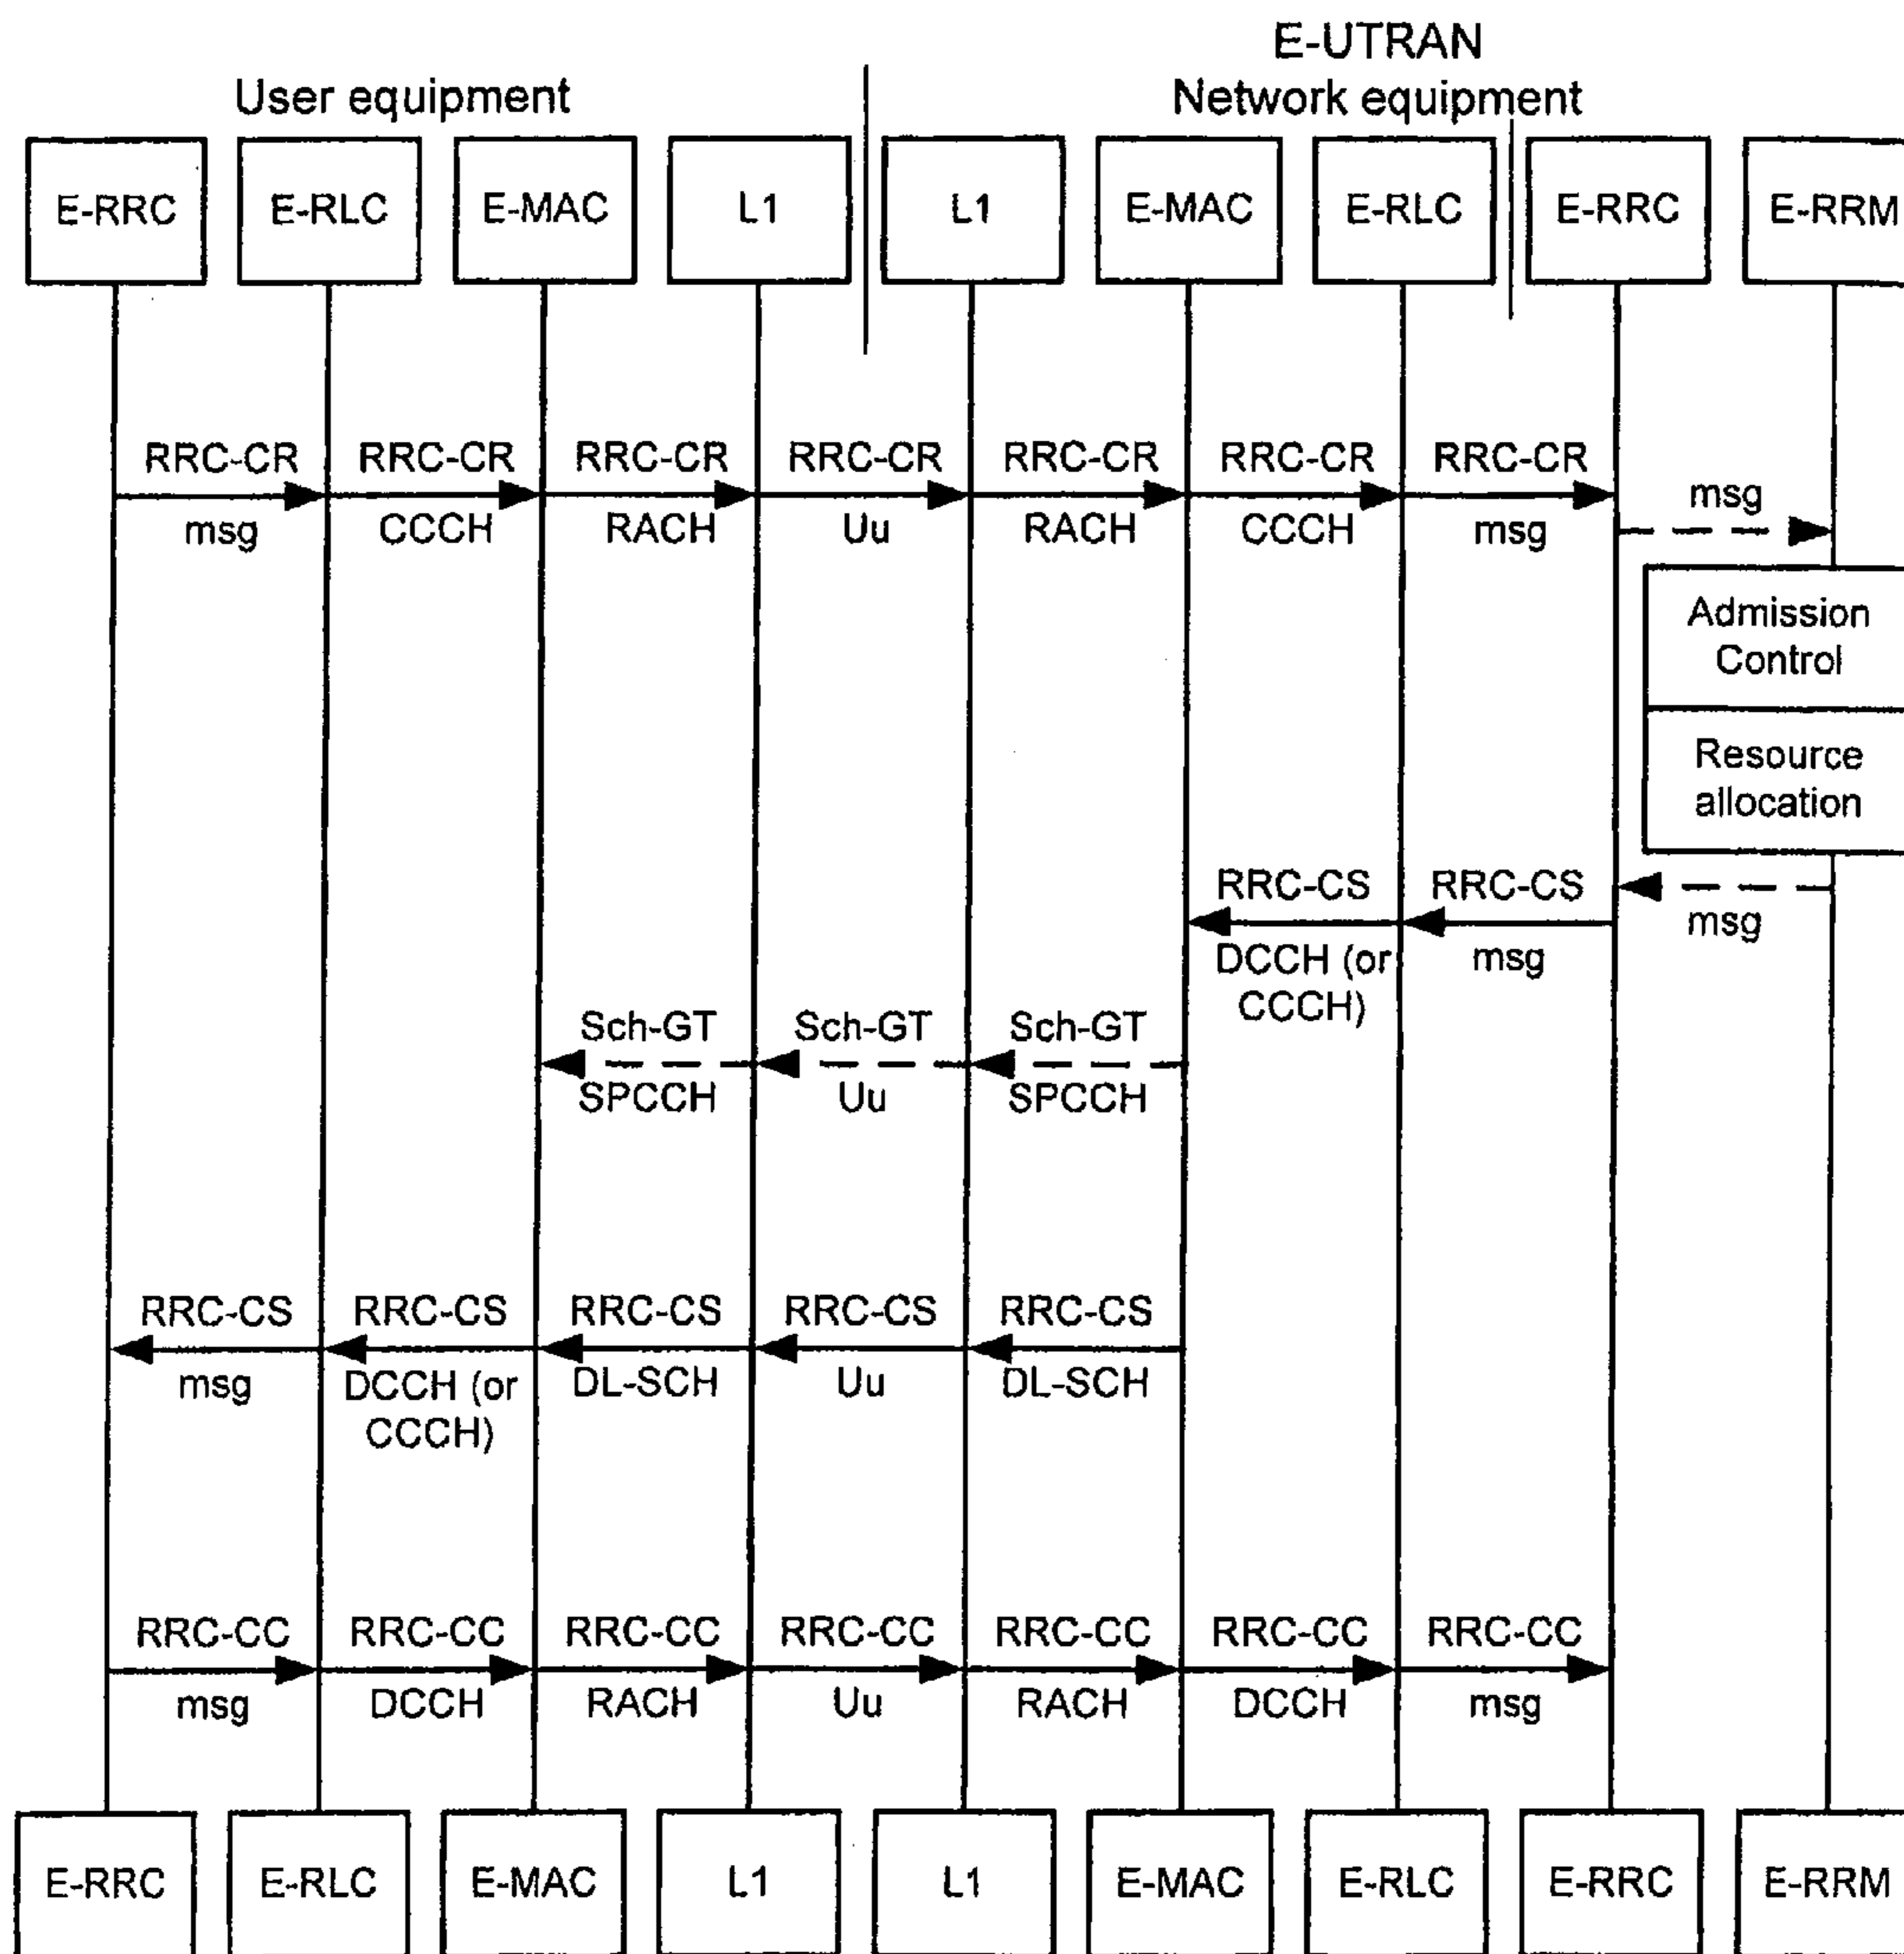 E-UTRAN
User equipment
Network equipment
E-RRC E-RLC E-MAC L1 L1 E-MAC E-RLC E-RRC E-RRM
RRC-CR RRC-CR RRC-CR RRC-CR RRC-CR RRC-CR RRC-CR
msg CCCH RACH Uu RACH CCCH msg
msg
Admission
Control
Resource
allocation
RRC-CS RRC-CS
DCCH (or
CCCH)
msg
msg
Sch-GT Sch-GT Sch-GT
SPCCH Uu SPCCH
RRC-CS RRC-CS RRC-CS RRC-CS RRC-CS
msg DCCH (or DL-SCH Uu DL-SCH
CCCH)
RRC-CC RRC-CC RRC-CC RRC-CC RRC-CC RRC-CC RRC-CC
msg DCCH RACH Uu RACH DCCH msg
E-RRC E-RLC E-MAC L1 L1 E-MAC E-RLC E-RRC E-RRM